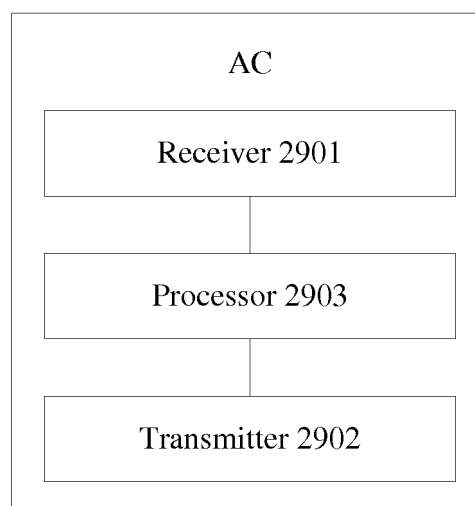 AC
Receiver 2901
Processor 2903
Transmitter 2902